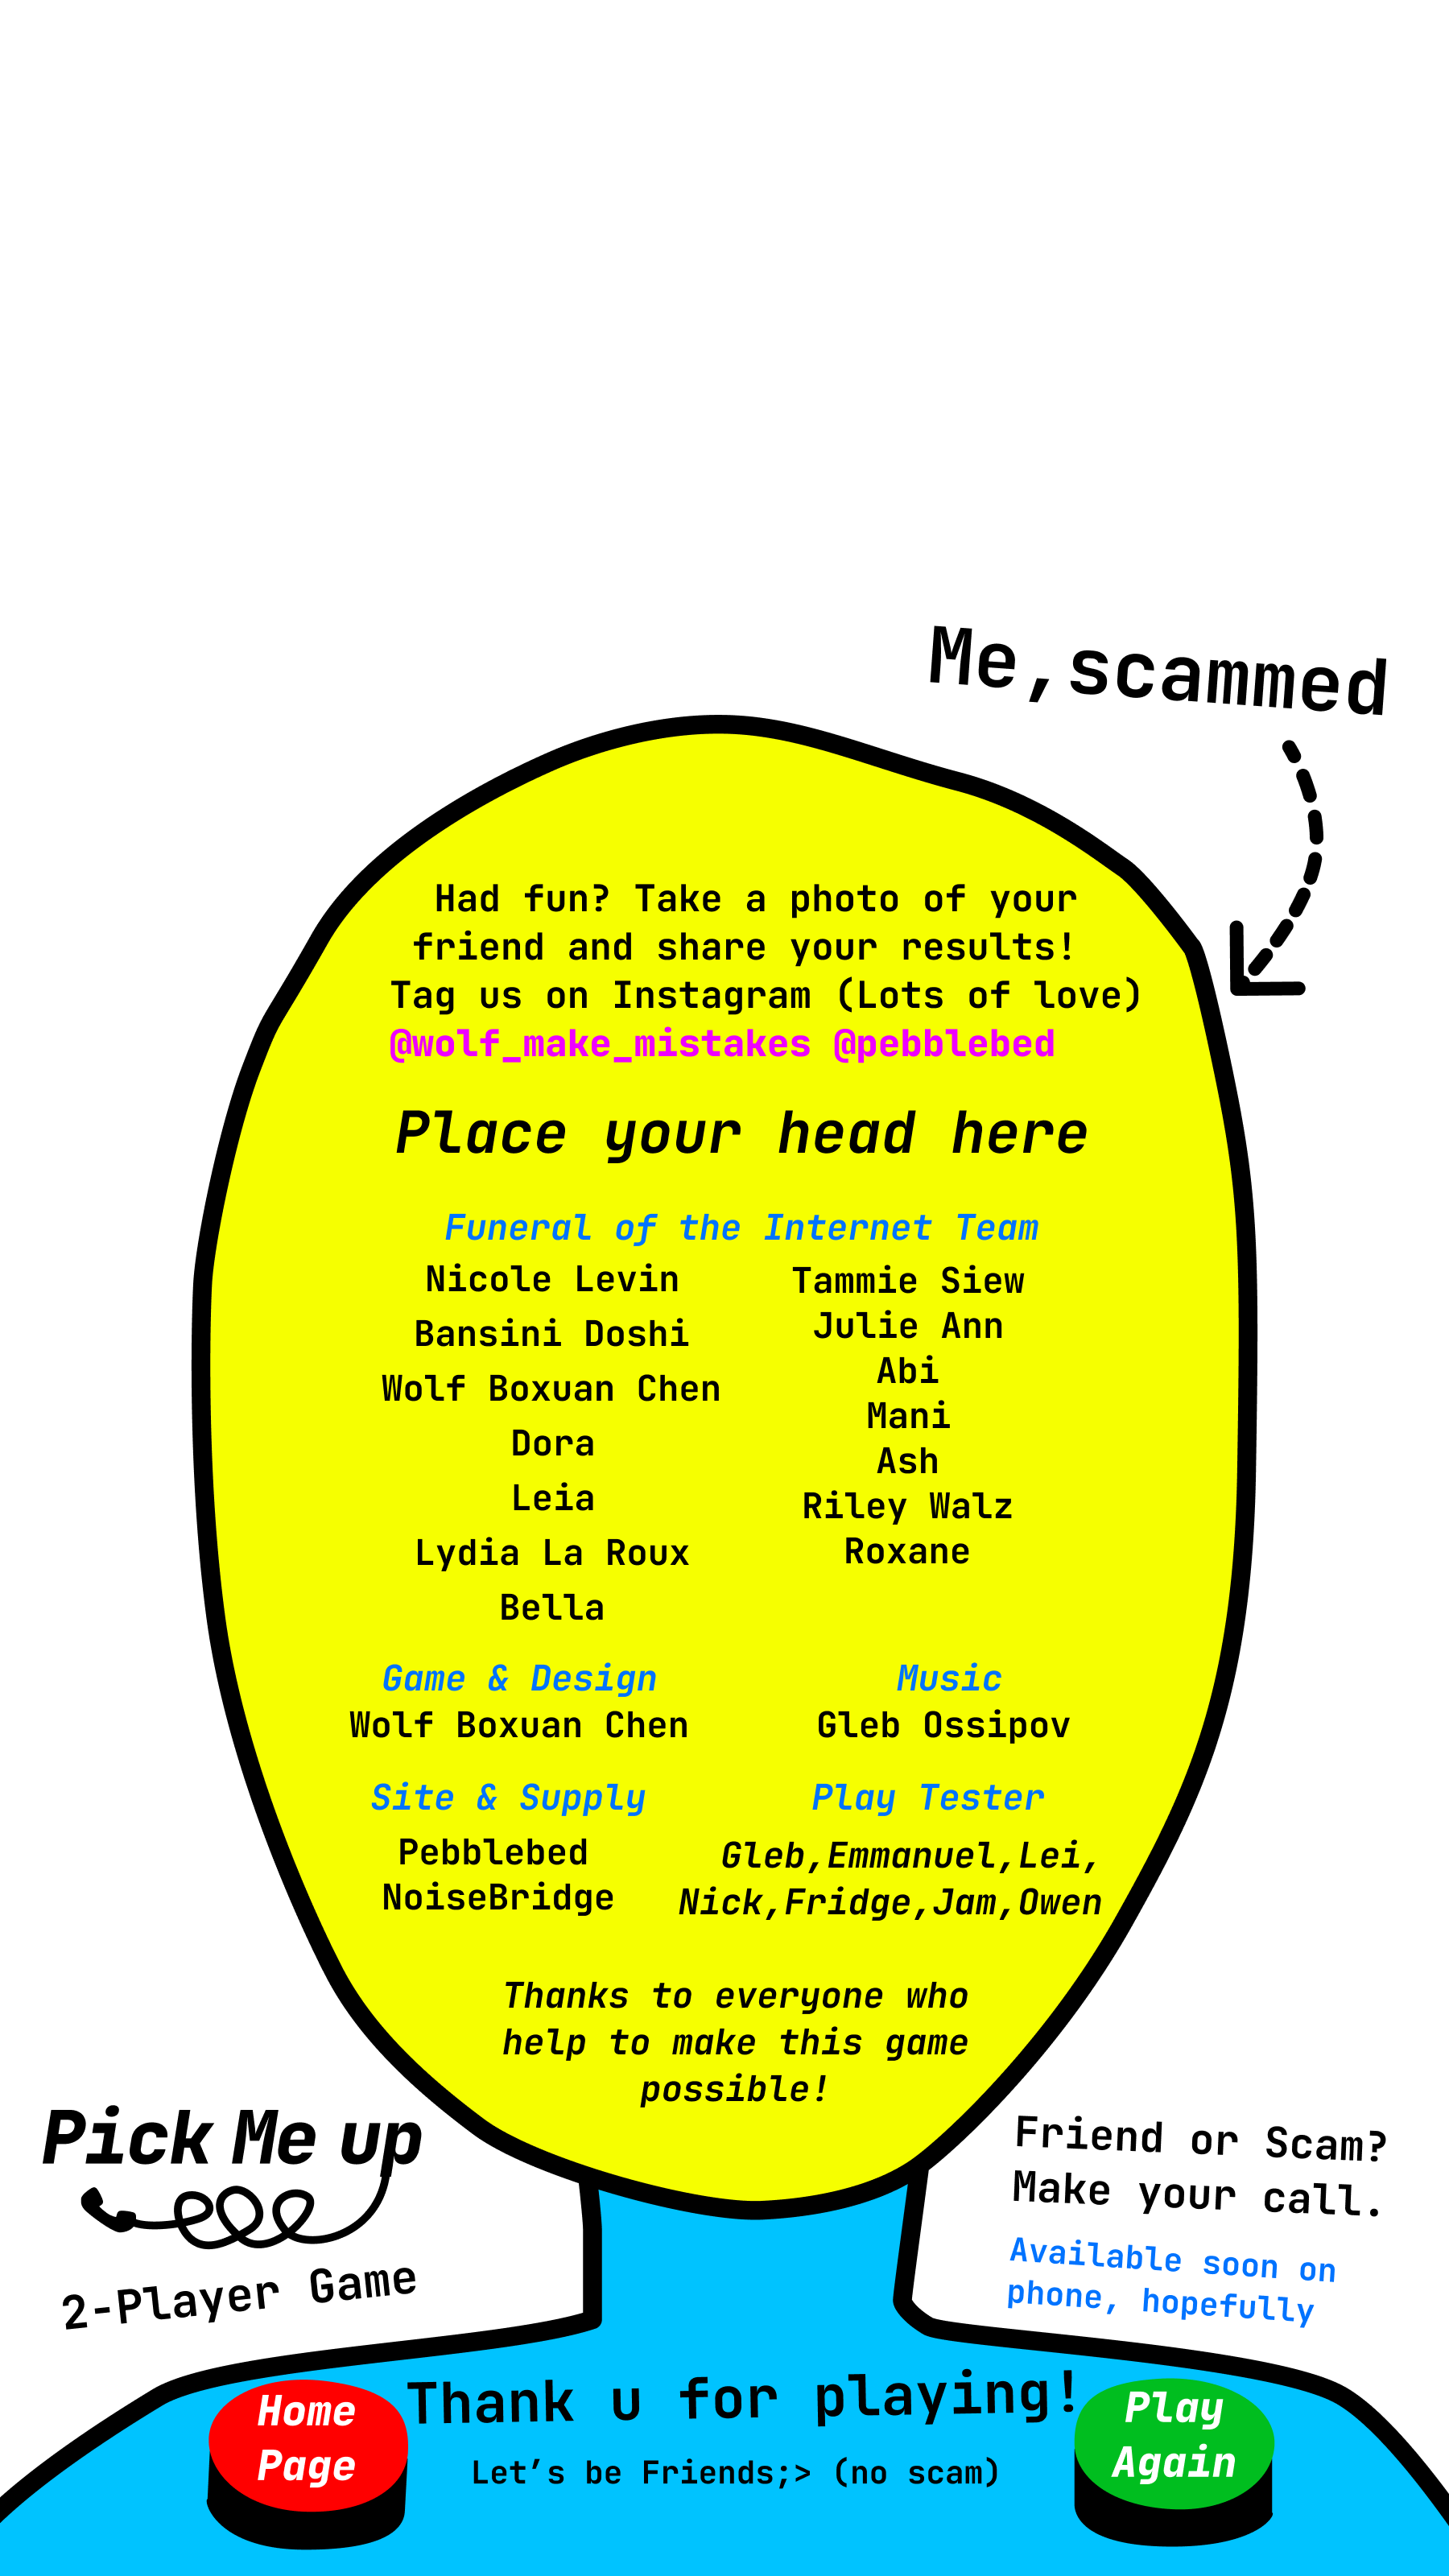 Me,scammed
Had fun? Take a photo of your
friend and share your results!
Tag us on Instagram (Lots of love)
@wolf_make_mistakes @pebblebed
Place your head here
Funeral of the Internet Team
Nicole Levin
Bansini Doshi
Wolf Boxuan Chen
Dora
Leia
Lydia La Roux
Bella
Tammie Siew
Julie Ann
Abi
Mani
Ash
Riley Walz
Roxane
Game & Design
Wolf Boxuan Chen
Music
Gleb Ossipov
Site & Supply
Pebblebed
NoiseBridge
Play Tester
Gleb,Emmanuel,Lei,
Nick,Fridge,Jam,Owen
Thanks to everyone who
help to make this game
possible!
Pick Me up
2-Player Game
Friend or Scam?
Make your call.
Available soon on
phone, hopefully
Thank u for playing!
Let’s be Friends;> (no scam)
Home
Page
Play
Again